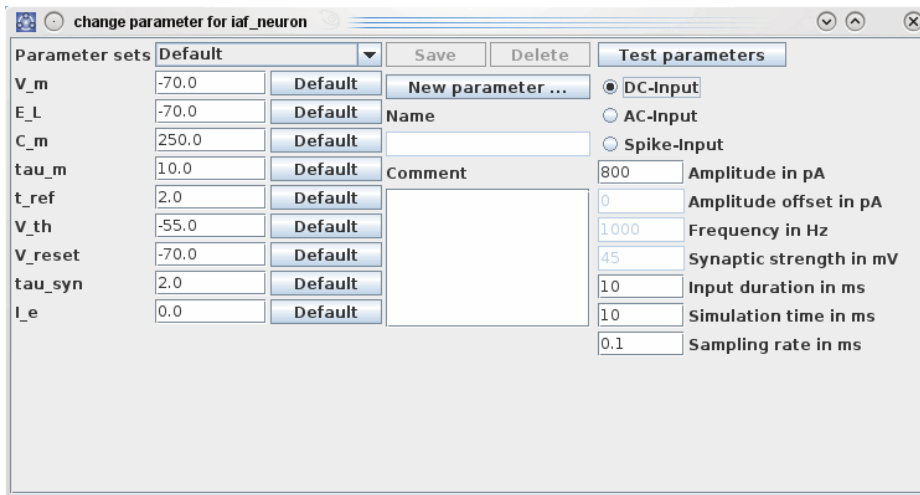 change parameter for iaf_neuron
Parameter sets Default Save Delete Test parameters
V_m -70.0 Default New parameter ... DC-Input
E_L -70.0 Default Name AC-Input
C_m 250.0 Default Spike-Input
tau_m 10.0 Default Comment 800 Amplitude in pA
t_ref 2.0 Default 0 Amplitude offset in pA
V_th -55.0 Default 1000 Frequency in Hz
V_reset -70.0 Default 45 Synaptic strength in mV
tau_syn 2.0 Default 10 Input duration in ms
I_e 0.0 Default 10 Simulation time in ms
0.1 Sampling rate in ms